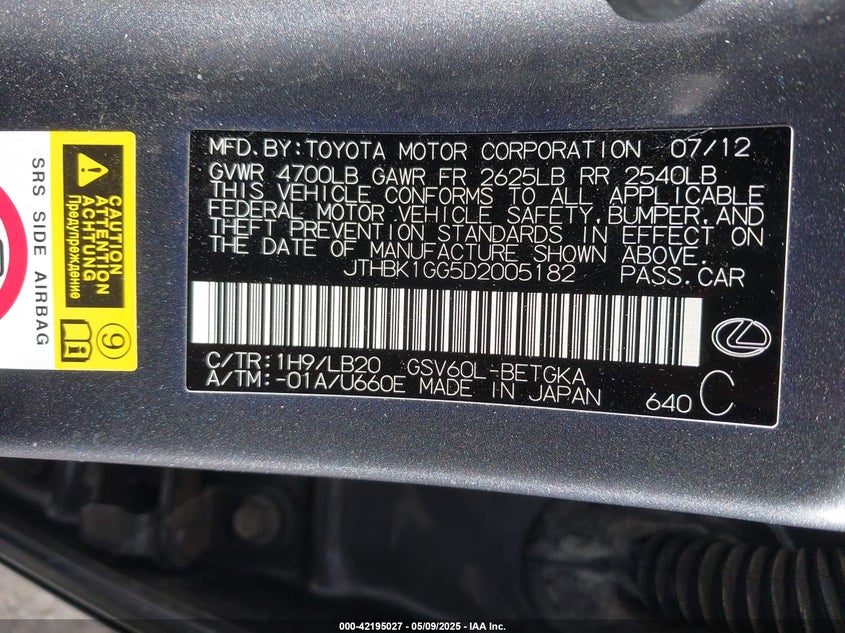 MFD.BY:TOYOTA MOTOR CORPORATION 07/12
GVWR 4700LB GAWR FR 2625LB RR 2540LB
THIS VEHICLE CONFORMS TO ALL APPLICABLE
FEDERAL MOTOR VEHICLE SAFETY,BUMPER,AND
THEFT PREVENTION STANDARDS IN EFFECT ON
THE DATE OF MANUFACTURE SHOWN ABOVE.
JTHBK1GG5D2005182 PASS.CAR
C/TR:1H9/LB20 GSV60L-BETGKA
A/TM:-01A/U660E MADE IN JAPAN
640 C
SRS SIDE AIRBAG
CAUTION
ATTENTION
ACHTUNG
Предупреждение
9
000-42195027 - 05/09/2025 - IAA Inc.